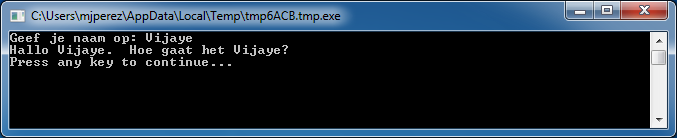 C:\Users\mjperez\AppData\Local\Temp\tmp6ACB.tmp.exe
Geef je naam op: Vijaye
Hallo Vijaye.  Hoe gaat het Vijaye?
Press any key to continue...